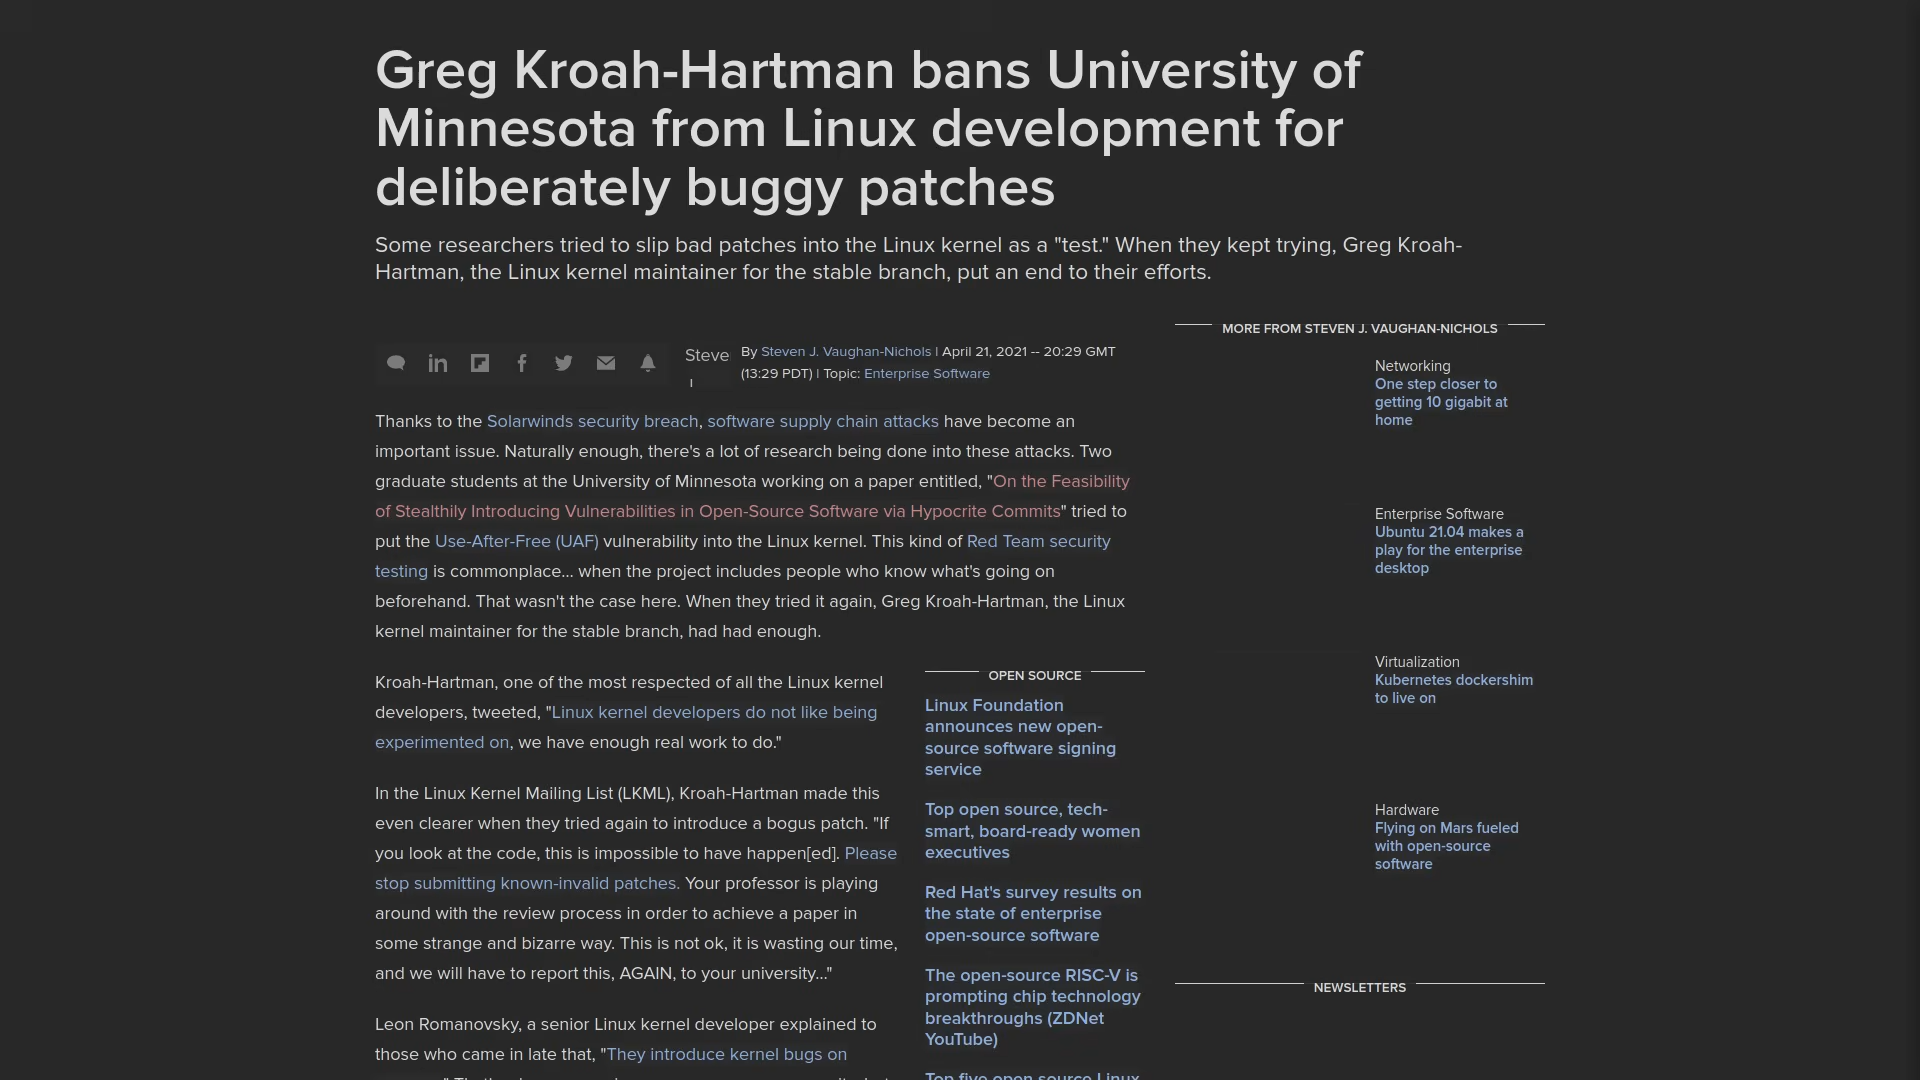 Greg Kroah-Hartman bans University of
Minnesota from Linux development for
deliberately buggy patches
Some researchers tried to slip bad patches into the Linux kernel as a "test." When they kept trying, Greg Kroah-
Hartman, the Linux kernel maintainer for the stable branch, put an end to their efforts.
Steve
By Steven J. Vaughan-Nichols | April 21, 2021 -- 20:29 GMT
(13:29 PDT) | Topic: Enterprise Software
Thanks to the Solarwinds security breach, software supply chain attacks have become an
important issue. Naturally enough, there's a lot of research being done into these attacks. Two
graduate students at the University of Minnesota working on a paper entitled, "On the Feasibility
of Stealthily Introducing Vulnerabilities in Open-Source Software via Hypocrite Commits" tried to
put the Use-After-Free (UAF) vulnerability into the Linux kernel. This kind of Red Team security
testing is commonplace... when the project includes people who know what's going on
beforehand. That wasn't the case here. When they tried it again, Greg Kroah-Hartman, the Linux
kernel maintainer for the stable branch, had had enough.
Kroah-Hartman, one of the most respected of all the Linux kernel
developers, tweeted, "Linux kernel developers do not like being
experimented on, we have enough real work to do."
In the Linux Kernel Mailing List (LKML), Kroah-Hartman made this
even clearer when they tried again to introduce a bogus patch. "If
you look at the code, this is impossible to have happen[ed]. Please
stop submitting known-invalid patches. Your professor is playing
around with the review process in order to achieve a paper in
some strange and bizarre way. This is not ok, it is wasting our time,
and we will have to report this, AGAIN, to your university..."
Leon Romanovsky, a senior Linux kernel developer explained to
those who came in late that, "They introduce kernel bugs on
OPEN SOURCE
Linux Foundation
announces new open-
source software signing
service
Top open source, tech-
smart, board-ready women
executives
Red Hat's survey results on
the state of enterprise
open-source software
The open-source RISC-V is
prompting chip technology
breakthroughs (ZDNet
YouTube)
Top five open source Linux
MORE FROM STEVEN J. VAUGHAN-NICHOLS
Networking
One step closer to
getting 10 gigabit at
home
Enterprise Software
Ubuntu 21.04 makes a
play for the enterprise
desktop
Virtualization
Kubernetes dockershim
to live on
Hardware
Flying on Mars fueled
with open-source
software
NEWSLETTERS